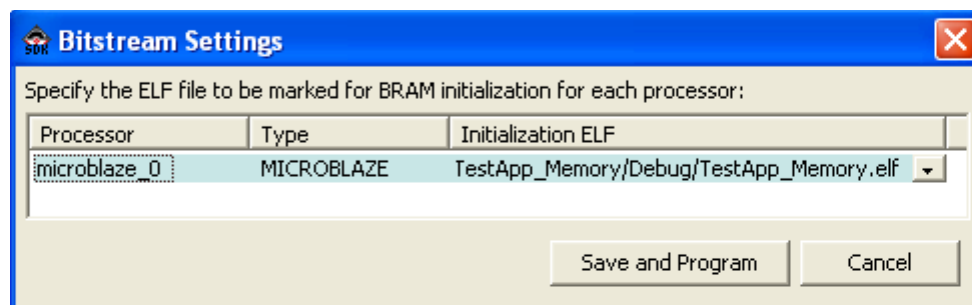 SDK Bitstream Settings
Specify the ELF file to be marked for BRAM initialization for each processor:
Processor Type Initialization ELF
microblaze_0 MICROBLAZE TestApp_Memory/Debug/TestApp_Memory.elf
Save and Program Cancel